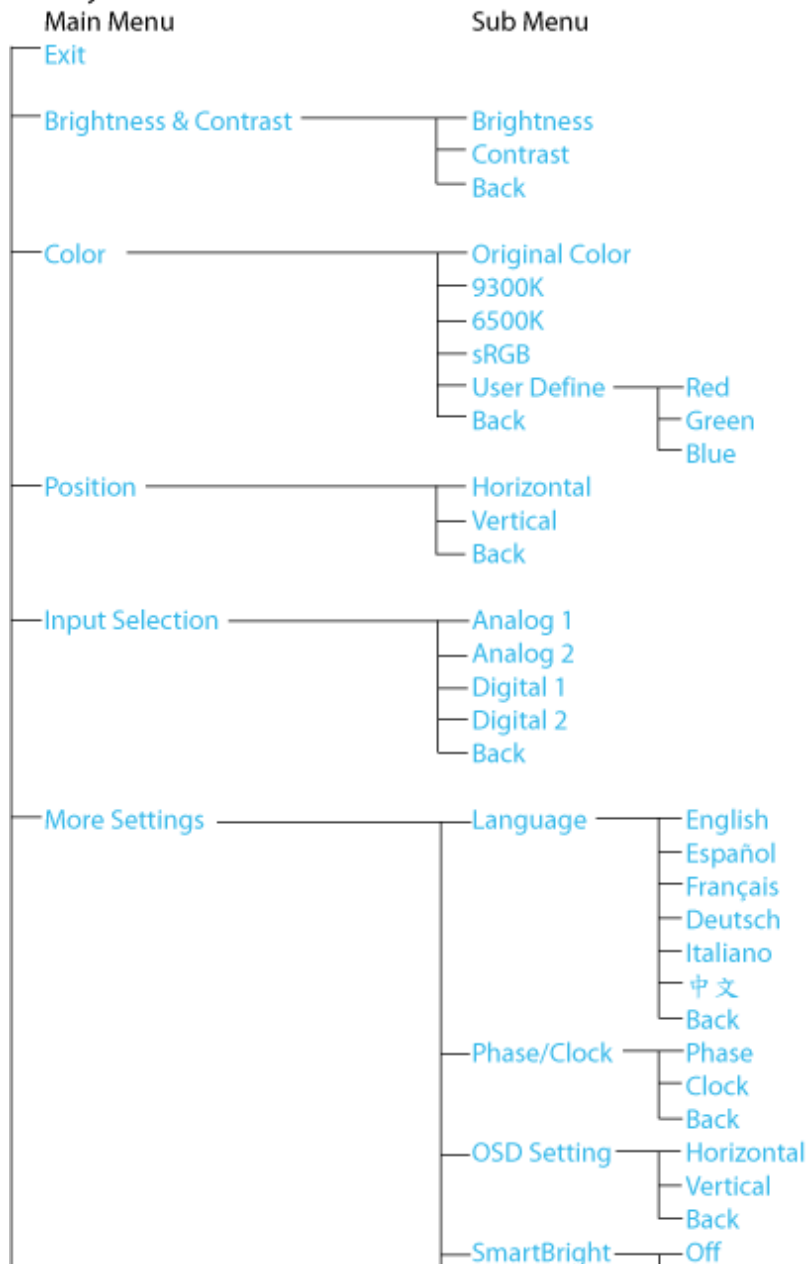 Main Menu Sub Menu
Exit
Brightness & Contrast Brightness
Contrast
Back
Color Original Color
9300K
6500K
sRGB
User Define Red
Back Green
Blue
Position Horizontal
Vertical
Back
Input Selection Analog 1
Analog 2
Digital 1
Digital 2
Back
More Settings Language English
Español
Français
Deutsch
Italiano
中文
Back
Phase/Clock Phase
Clock
Back
OSD Setting Horizontal
Vertical
Back
SmartBright Off